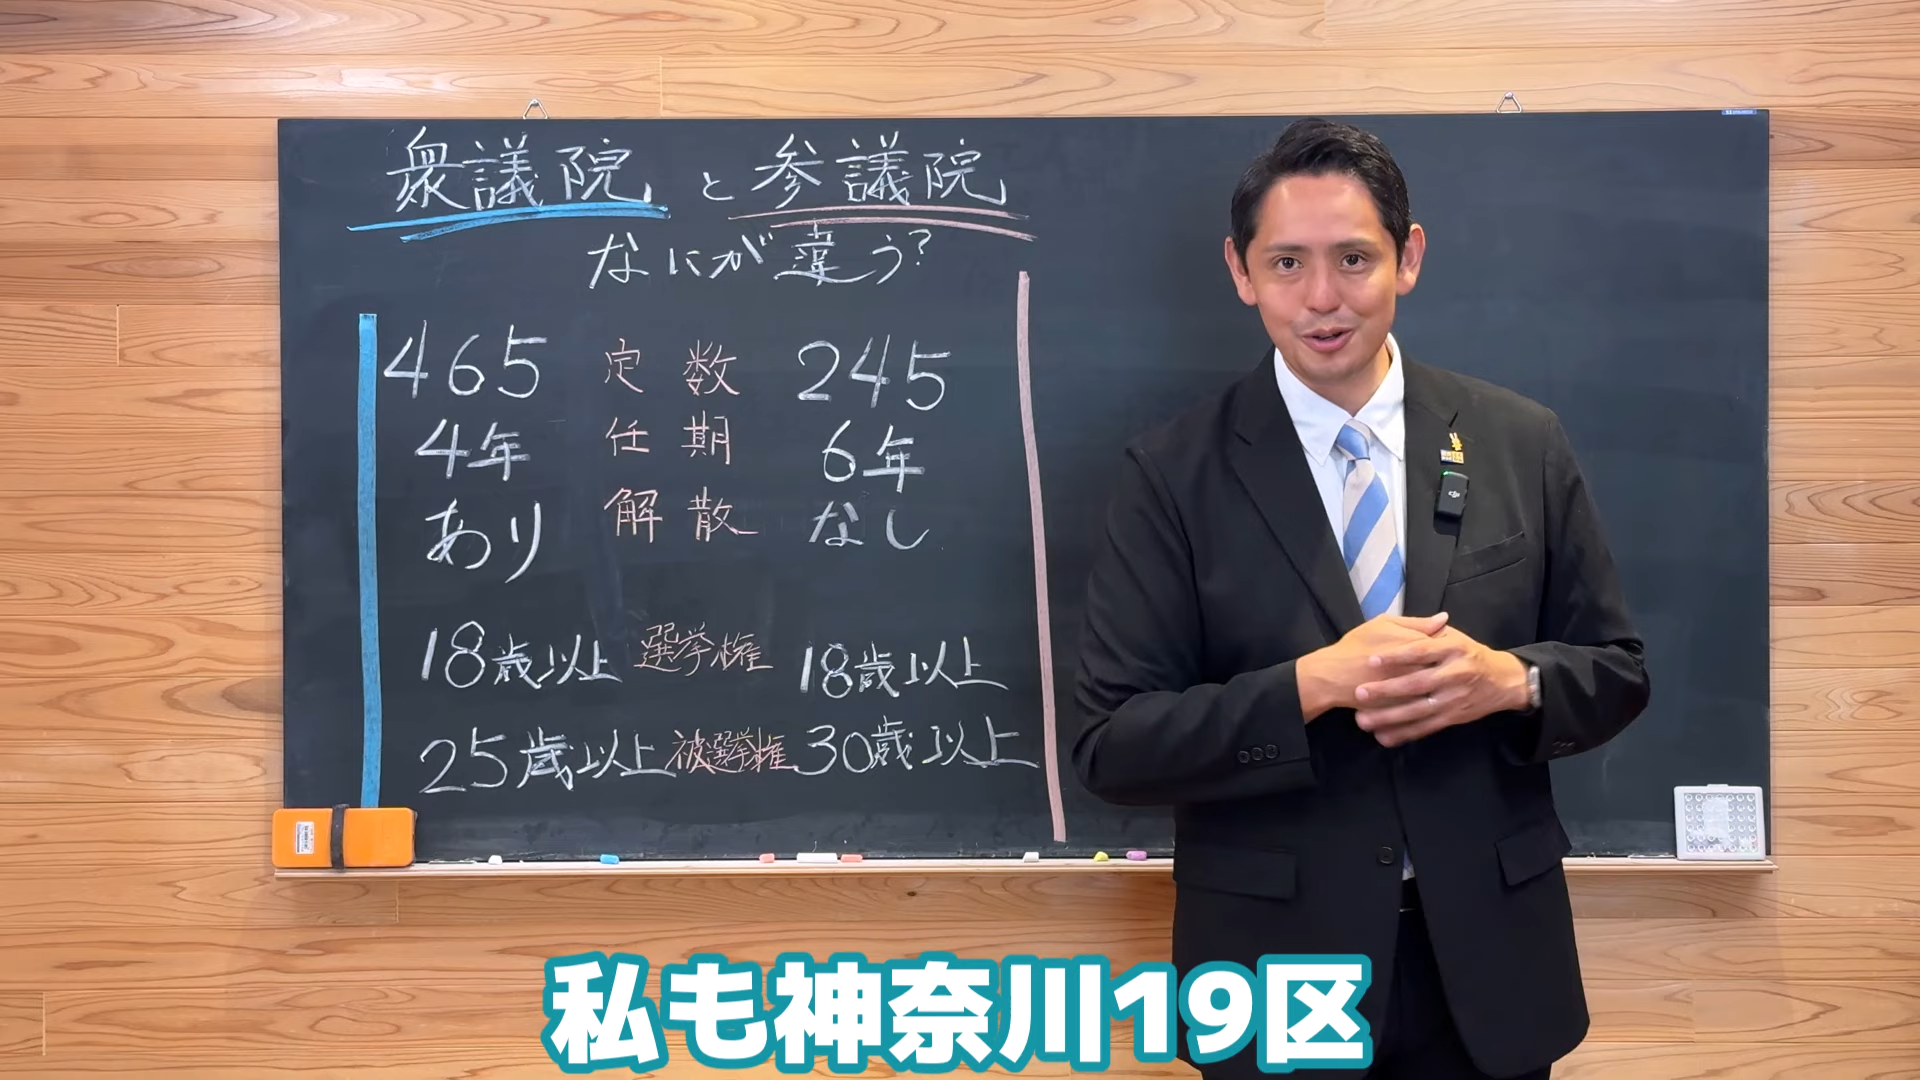 衆議院と参議院
なにが違う?
465 定数 245
4年 任期 6年
あり 解散 なし
18歳以上 選挙権 18歳以上
25歳以上 被選挙権 30歳以上
私も神奈川19区